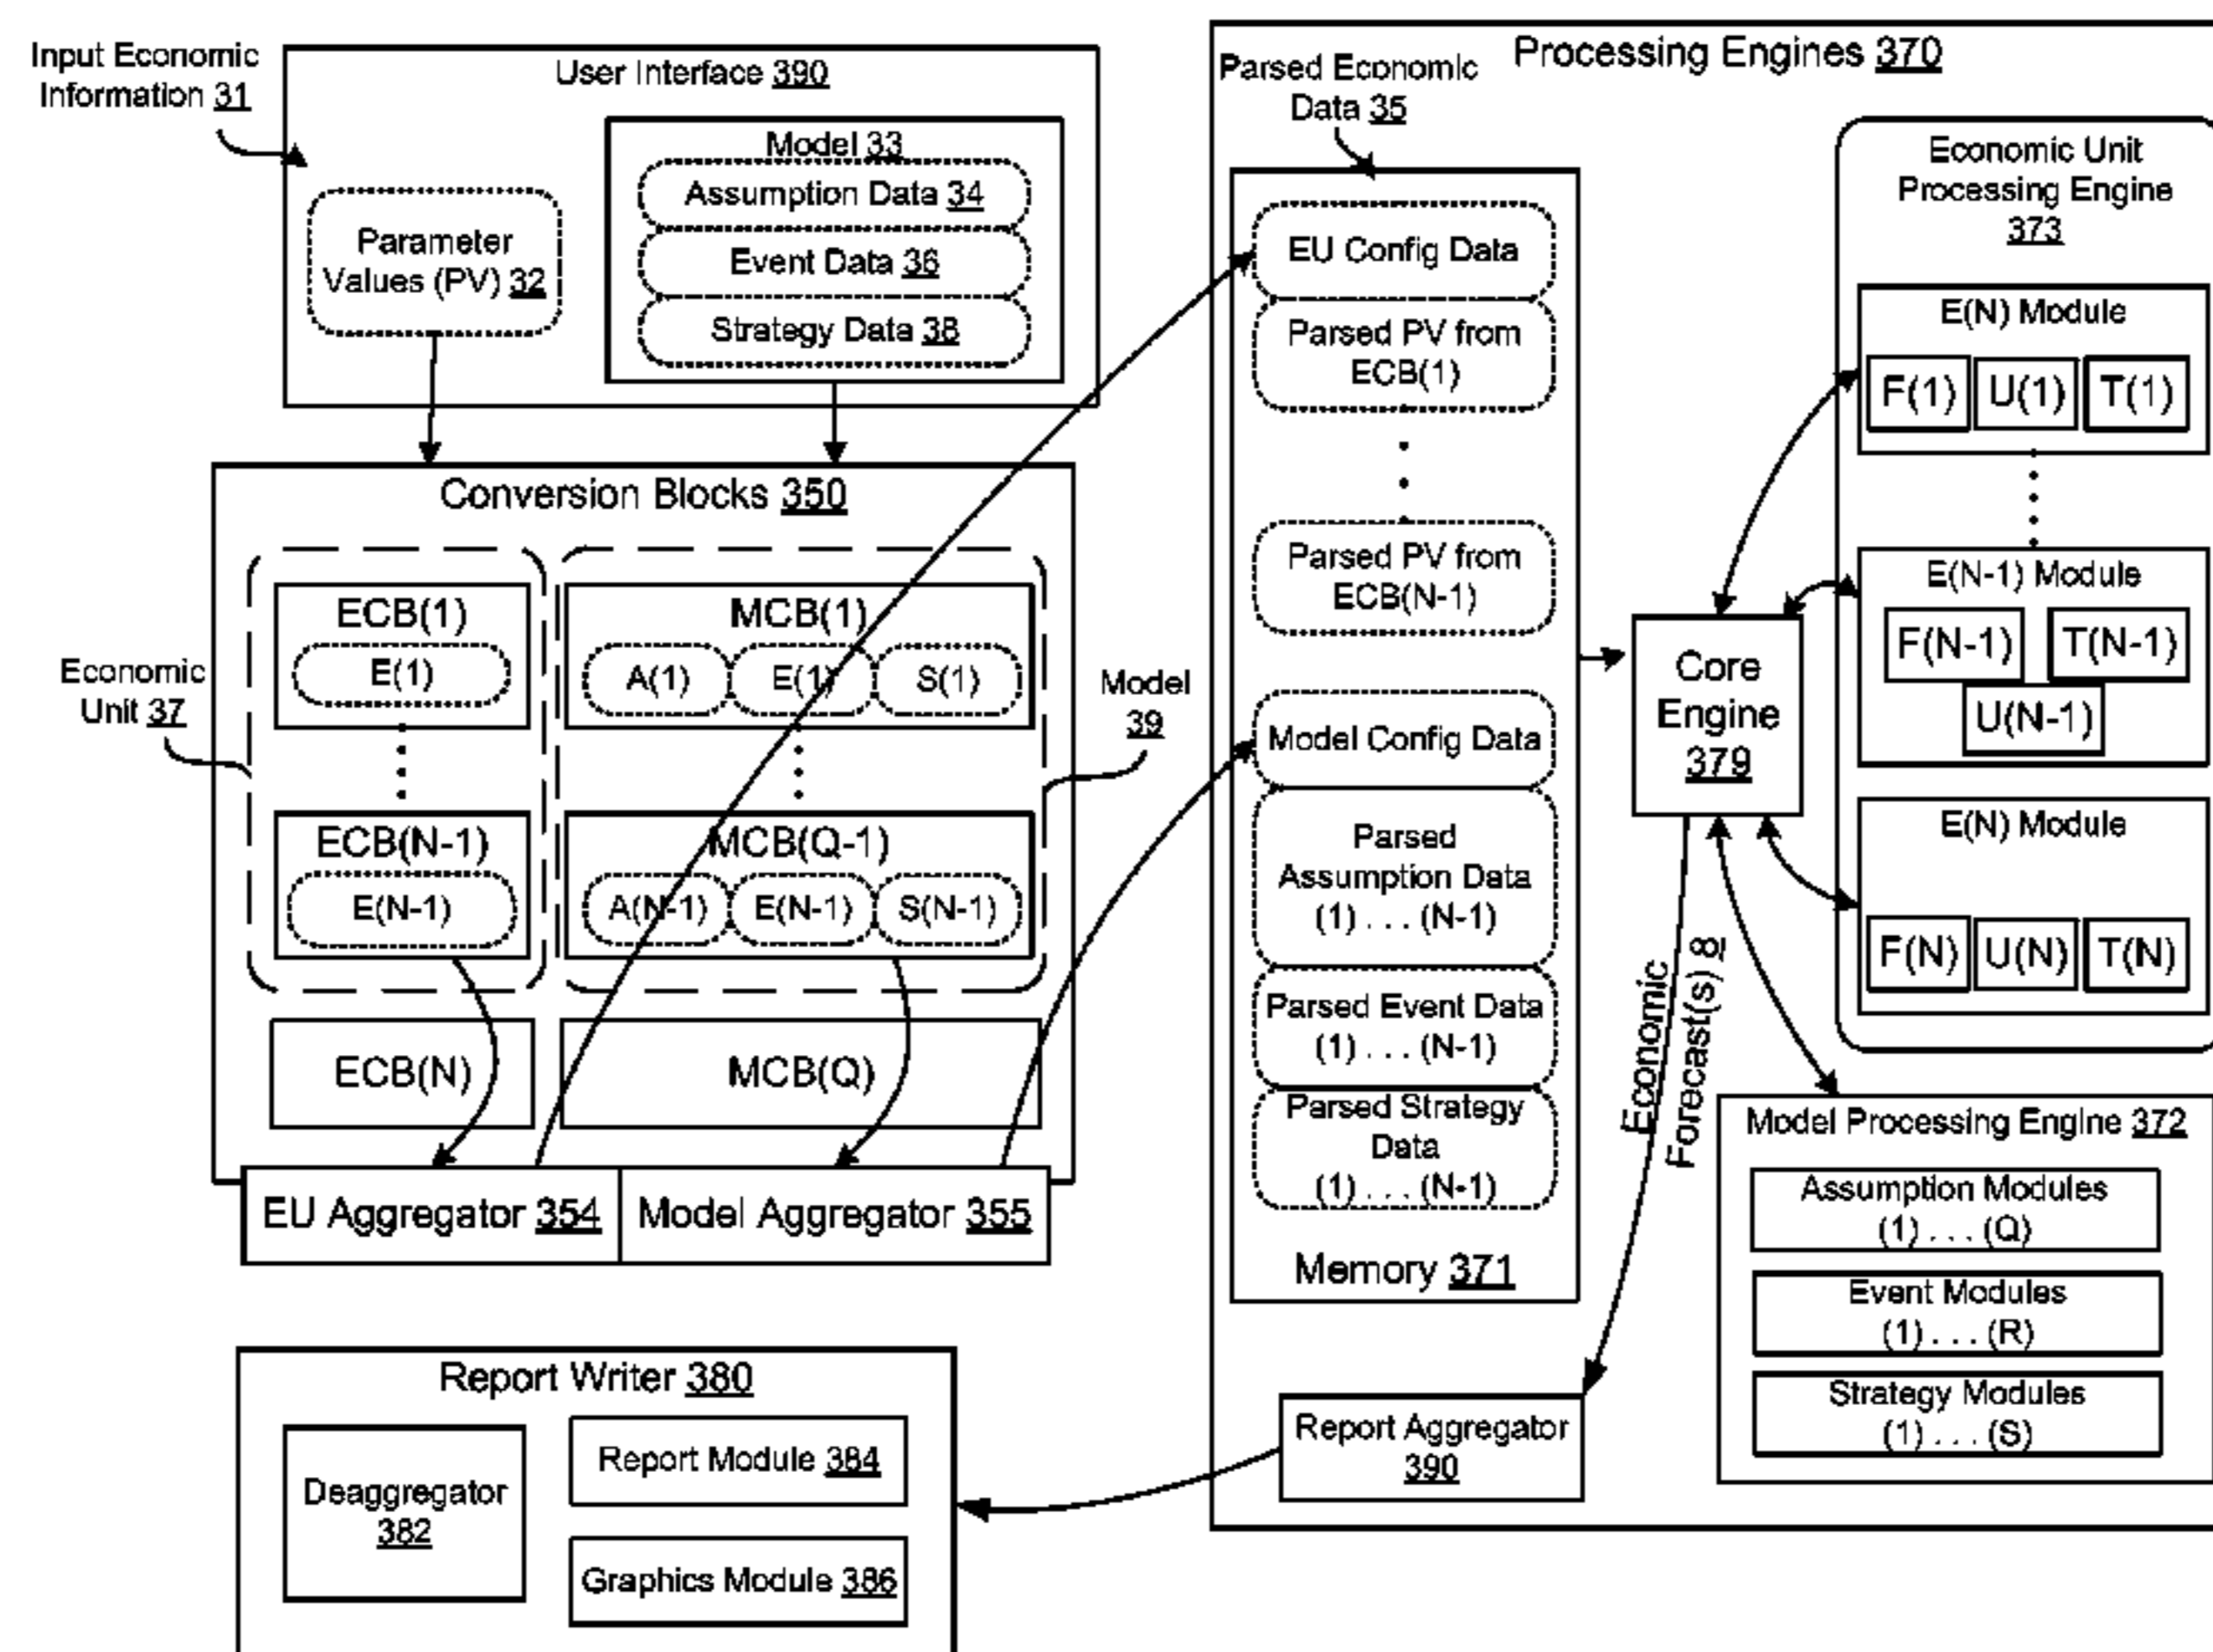 Input Economic
Information 31
User Interface 390
Parameter
Values (PV) 32
Model 33
Assumption Data 34
Event Data 36
Strategy Data 38
Conversion Blocks 350
ECB(1)
E(1)
MCB(1)
A(1) E(1) S(1)
Economic
Unit 37
Model
39
ECB(N-1)
E(N-1)
MCB(Q-1)
A(N-1) E(N-1) S(N-1)
ECB(N)
MCB(Q)
EU Aggregator 354
Model Aggregator 355
Processing Engines 370
Parsed Economic
Data 35
EU Config Data
Parsed PV from
ECB(1)
Parsed PV from
ECB(N-1)
Model Config Data
Parsed
Assumption Data
(1) . . . (N-1)
Parsed Event Data
(1) . . . (N-1)
Parsed Strategy
Data
(1) . . . (N-1)
Memory 371
Core
Engine
379
Economic Unit
Processing Engine
373
E(N) Module
F(1) U(1) T(1)
E(N-1) Module
F(N-1) T(N-1)
U(N-1)
E(N) Module
F(N) U(N) T(N)
Economic
Forecast(s) 8
Model Processing Engine 372
Assumption Modules
(1) . . . (Q)
Event Modules
(1) . . . (R)
Strategy Modules
(1) . . . (S)
Report Aggregator
390
Report Writer 380
Deaggregator
382
Report Module 384
Graphics Module 386